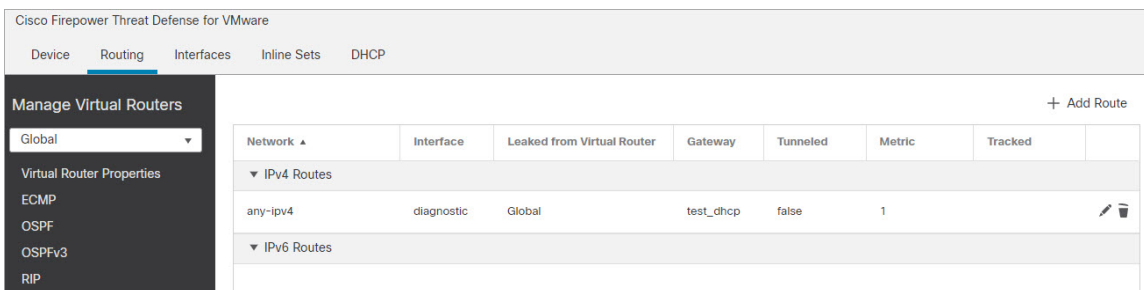 Cisco Firepower Threat Defense for VMware
Device Routing Interfaces Inline Sets DHCP
Manage Virtual Routers
+ Add Route
Global
Network Interface Leaked from Virtual Router Gateway Tunneled Metric Tracked
Virtual Router Properties
IPv4 Routes
ECMP
any-ipv4 diagnostic Global test_dhcp false 1
OSPF
OSPFv3
IPv6 Routes
RIP